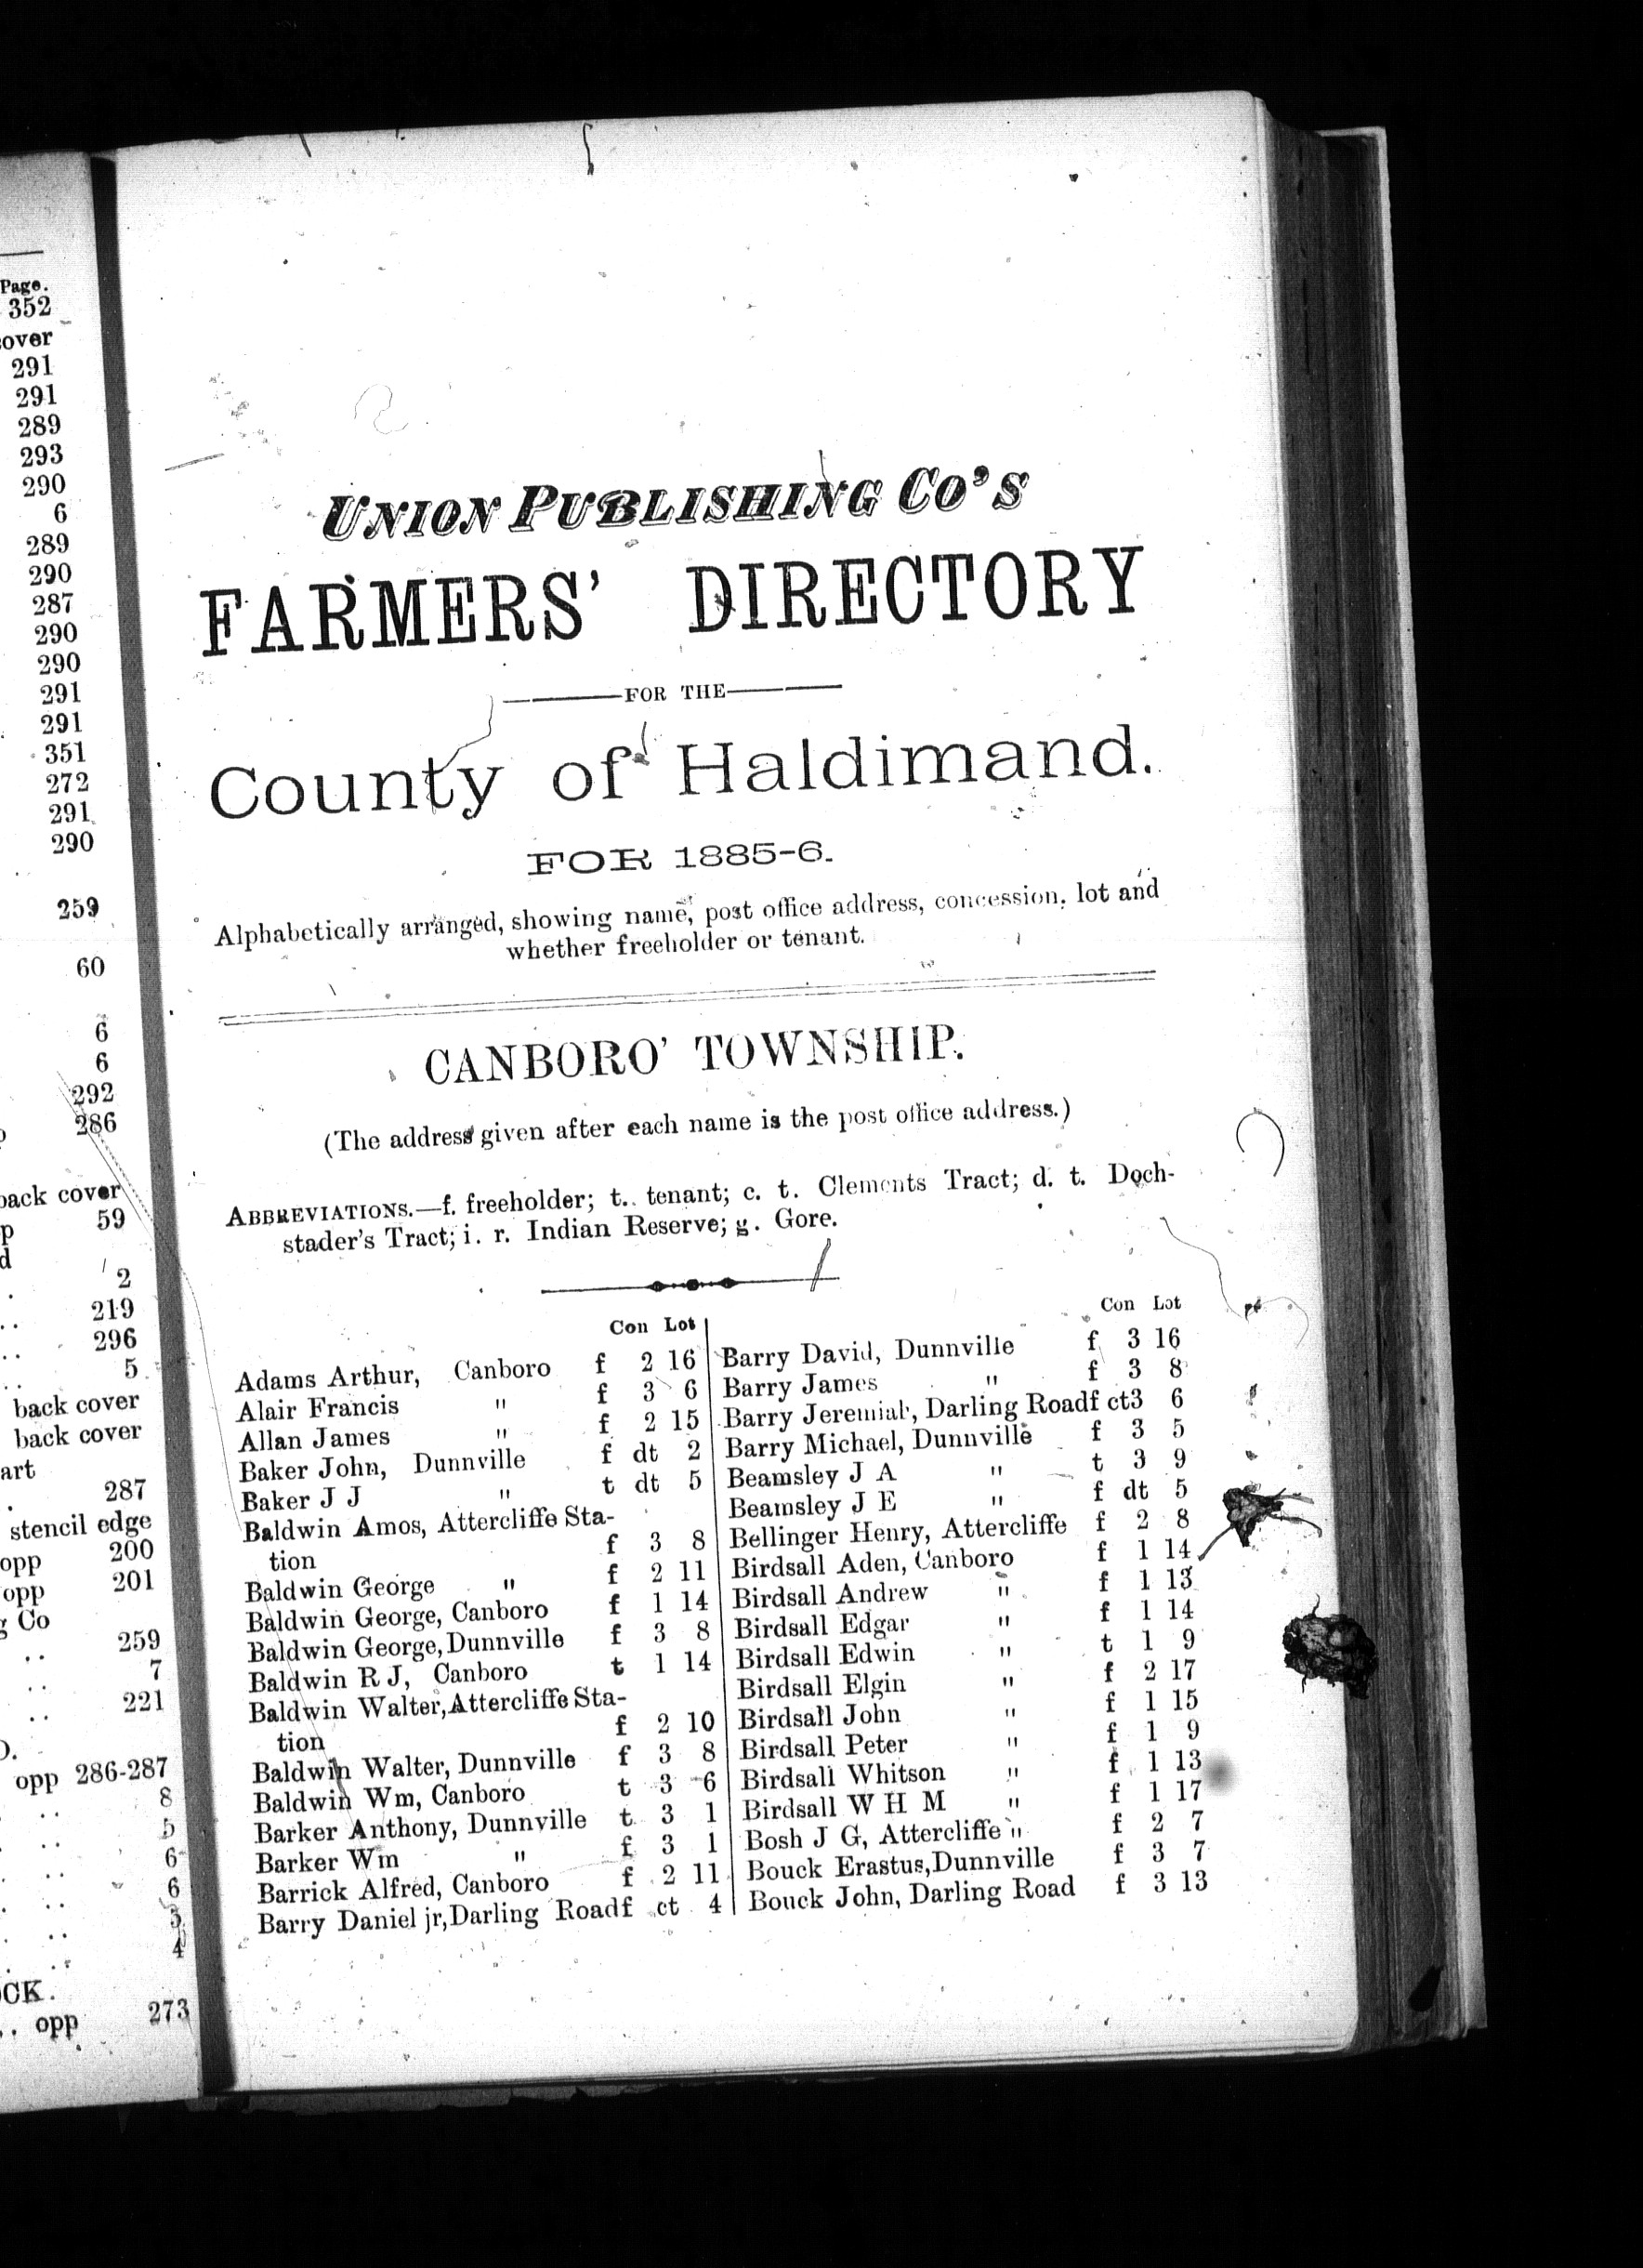 Page.
352
cover
291
291
289
293
290
6
289
290
287
290
290
291
291
351
272
291
290
259
60
6
6
292
286
back cover
p 59
d
2
219
296
5
back cover
back cover
art
287
stencil edge
opp 200
opp 201
g Co
259
7
221
opp 286-287
8
5
6
6
3
4
OCK.
opp 273
UNION PUBLISHING CO'S
FARMERS' DIRECTORY
FOR THE
County of Haldimand.
FOR 1885-6.
Alphabetically arranged, showing name, post office address, concession, lot and
whether freeholder or tenant.
CANBORO' TOWNSHIP.
(The address given after each name is the post office address.)
ABBREVIATIONS.—f. freeholder; t. tenant; c. t. Clements Tract; d. t. Doch-
stader's Tract; i. r. Indian Reserve; g. Gore.
Con Lot
Adams Arthur, Canboro f 2 16
Alair Francis " f 3 6
Allan James " f 2 15
Baker John, Dunnville f dt 2
Baker J J " t dt 5
Baldwin Amos, Attercliffe Sta-
tion f 3 8
Baldwin George " f 2 11
Baldwin George, Canboro f 1 14
Baldwin George, Dunnville f 3 8
Baldwin R J, Canboro t 1 14
Baldwin Walter, Attercliffe Sta-
tion f 2 10
Baldwin Walter, Dunnville f 3 8
Baldwin Wm, Canboro t 3 6
Barker Anthony, Dunnville t 3 1
Barker Wm " f 3 1
Barrick Alfred, Canboro f 2 11
Barry Daniel jr, Darling Road f ct 4
Con Lot
Barry David, Dunnville f 3 16
Barry James " f 3 8
Barry Jeremiah, Darling Road f ct3 6
Barry Michael, Dunnville f 3 5
Beamsley J A " t 3 9
Beamsley J E " f dt 5
Bellinger Henry, Attercliffe f 2 8
Birdsall Aden, Canboro f 1 14
Birdsall Andrew " f 1 13
Birdsall Edgar " f 1 14
Birdsall Edwin " t 1 9
Birdsall Elgin " f 2 17
Birdsall John " f 1 15
Birdsall Peter " f 1 9
Birdsall Whitson " f 1 13
Birdsall W H M " f 1 17
Bosh J G, Attercliffe " f 2 7
Bouck Erastus, Dunnville f 3 7
Bouck John, Darling Road f 3 13